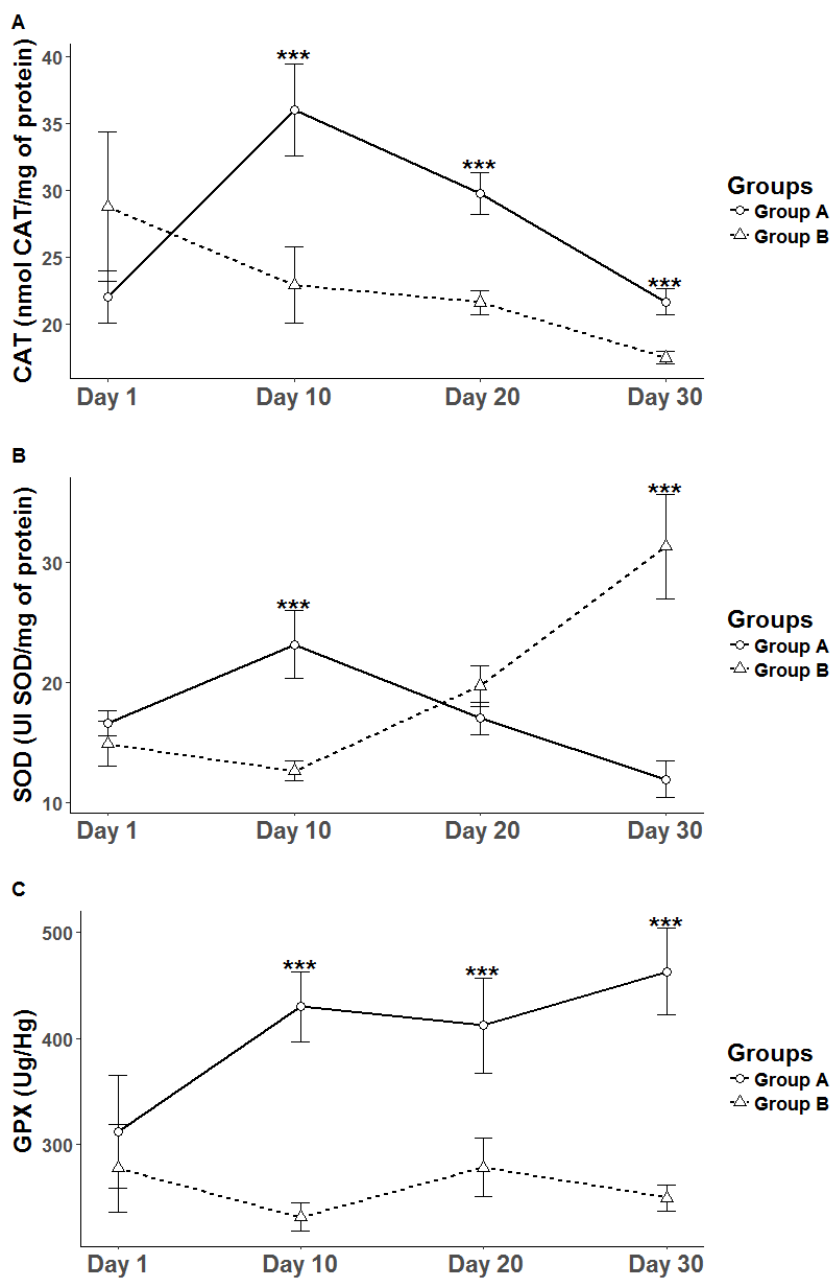 A
CAT (nmol CAT/mg of protein)
40
35
30
25
20
***
***
***
Day 1
Day 10
Day 20
Day 30
Groups
Group A
Group B
B
SOD (UI SOD/mg of protein)
30
20
10
***
***
Day 1
Day 10
Day 20
Day 30
Groups
Group A
Group B
C
GPX (Ug/Hg)
500
400
300
***
***
***
Day 1
Day 10
Day 20
Day 30
Groups
Group A
Group B